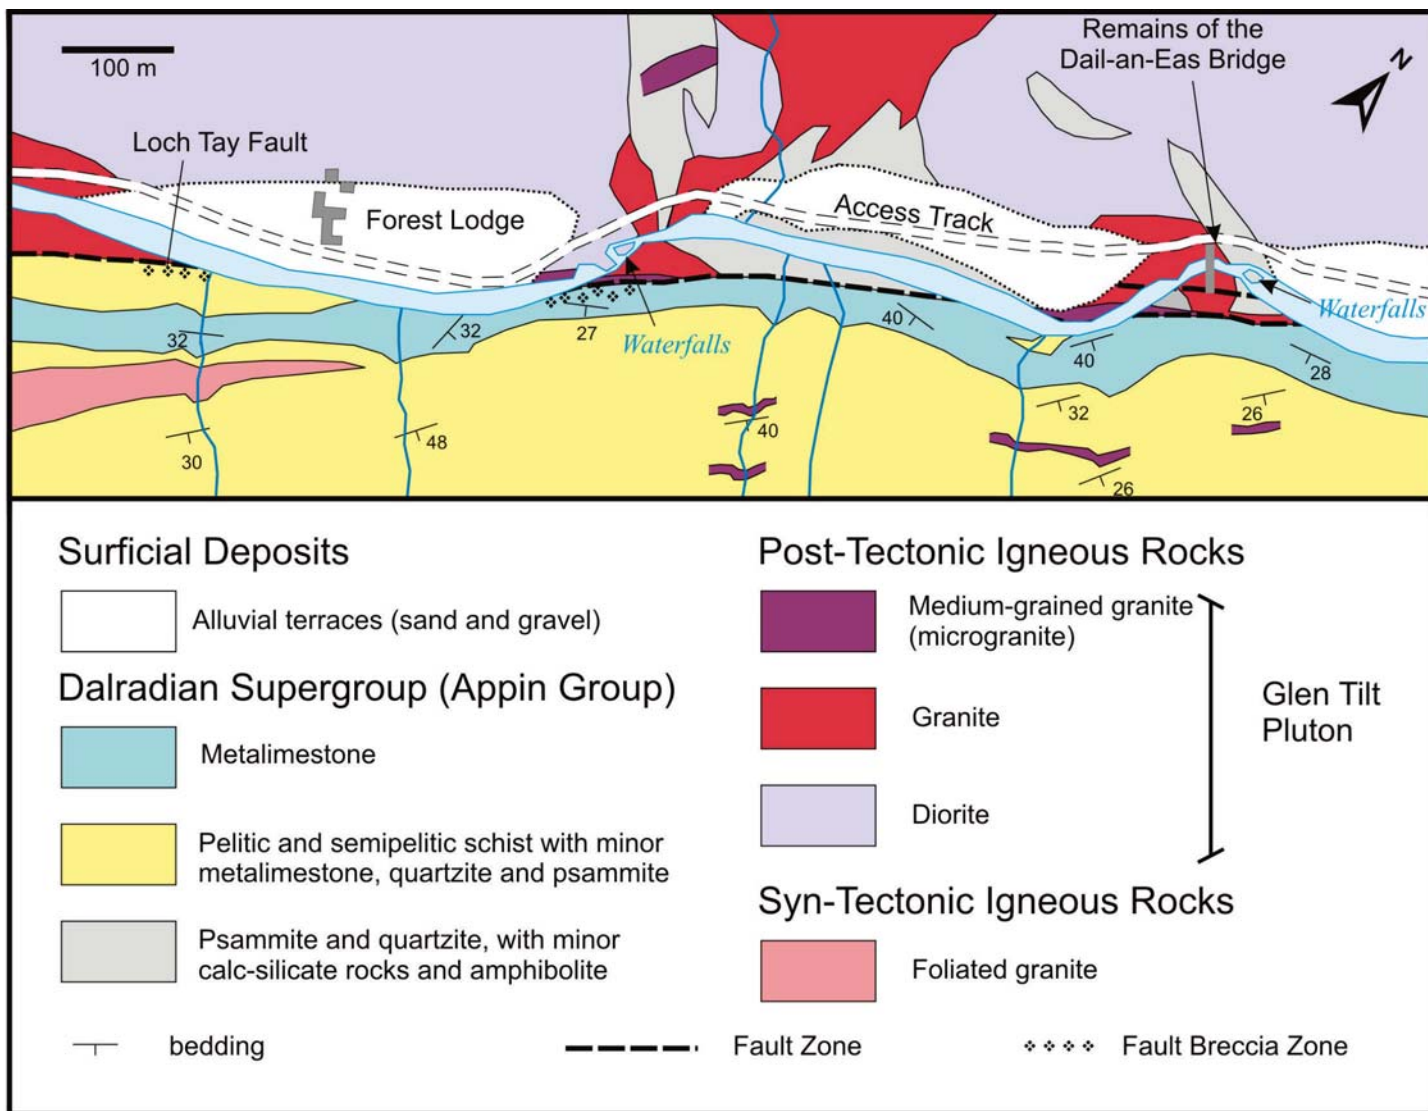 Remains of the
Dail-an-Eas Bridge
N
100 m
Loch Tay Fault
Forest Lodge
Access Track
Waterfalls
32
32
27
Waterfalls
40
40
28
30
48
40
32
26
26
Surficial Deposits
Alluvial terraces (sand and gravel)
Dalradian Supergroup (Appin Group)
Metalimestone
Pelitic and semipelitic schist with minor
metalimestone, quartzite and psammite
Psammite and quartzite, with minor
calc-silicate rocks and amphibolite
Post-Tectonic Igneous Rocks
Medium-grained granite
(microgranite)
Granite
Diorite
Glen Tilt
Pluton
Syn-Tectonic Igneous Rocks
Foliated granite
bedding
Fault Zone
Fault Breccia Zone